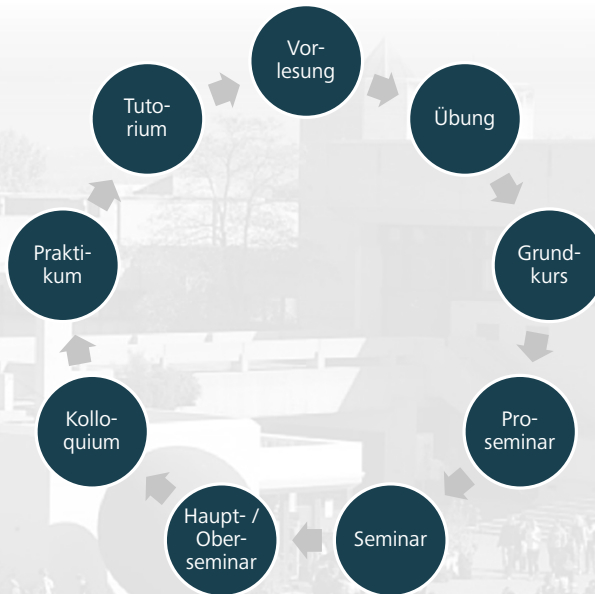 Vor-
lesung
Übung
Grund-
kurs
Pro-
seminar
Seminar
Haupt- /
Ober-
seminar
Kollo-
quium
Prakti-
kum
Tuto-
rium